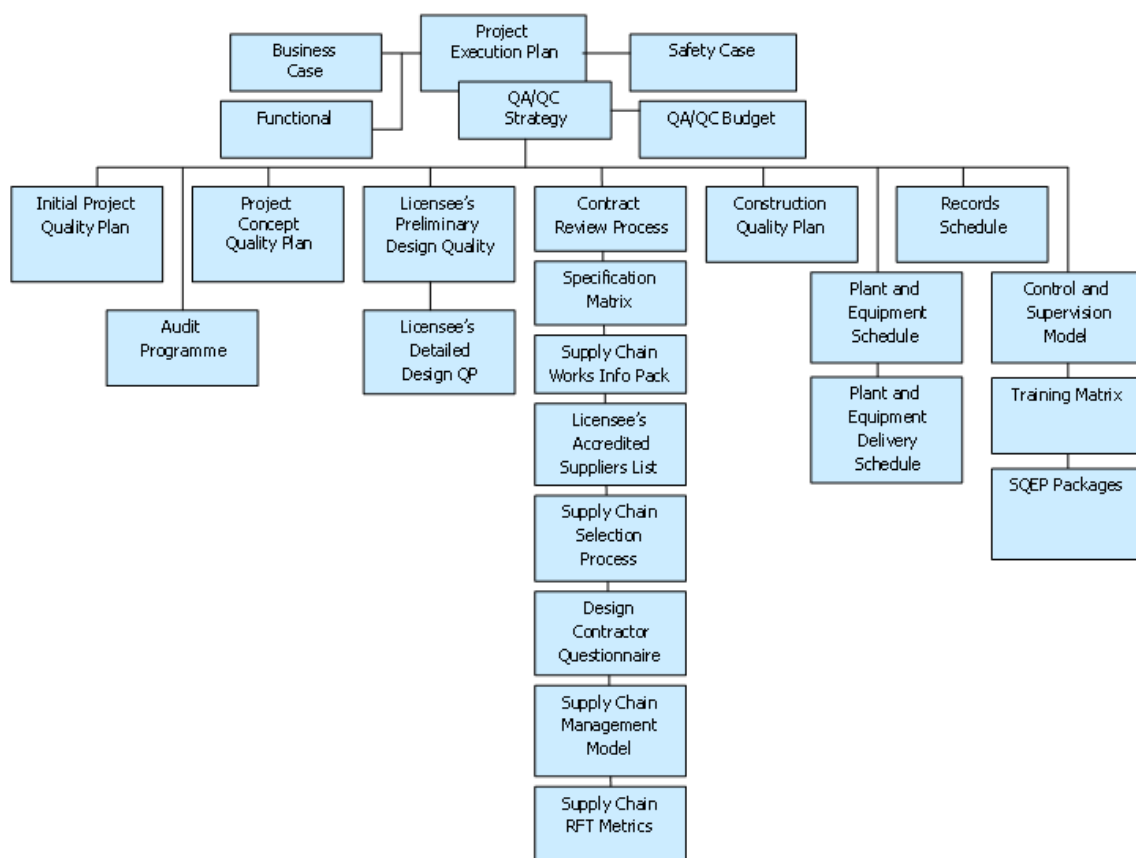 Business
Case
Project
Execution Plan
Safety Case
Functional
QA/QC
Strategy
QA/QC Budget
Initial Project
Quality Plan
Project
Concept
Quality Plan
Licensee's
Preliminary
Design Quality
Contract
Review Process
Construction
Quality Plan
Records
Schedule
Audit
Programme
Licensee's
Detailed
Design QP
Specification
Matrix
Supply Chain
Works Info Pack
Licensee's
Accredited
Suppliers List
Supply Chain
Selection
Process
Design
Contractor
Questionnaire
Supply Chain
Management
Model
Supply Chain
RFT Metrics
Plant and
Equipment
Schedule
Plant and
Equipment
Delivery
Schedule
Control and
Supervision
Model
Training Matrix
SQEP Packages